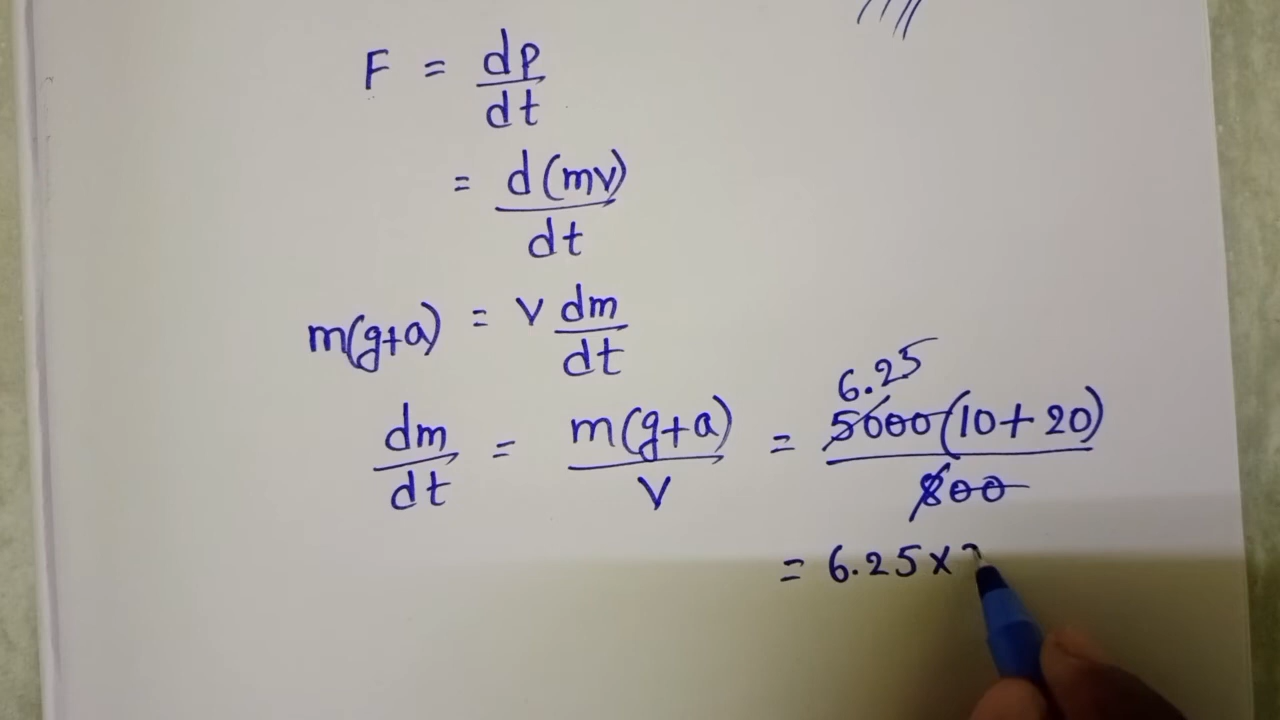 F = dp/dt
= d(mv)/dt
m(g+a) = v dm/dt
dm/dt = m(g+a)/v = 5000(10+20)/800
6.25
= 6.25 ×